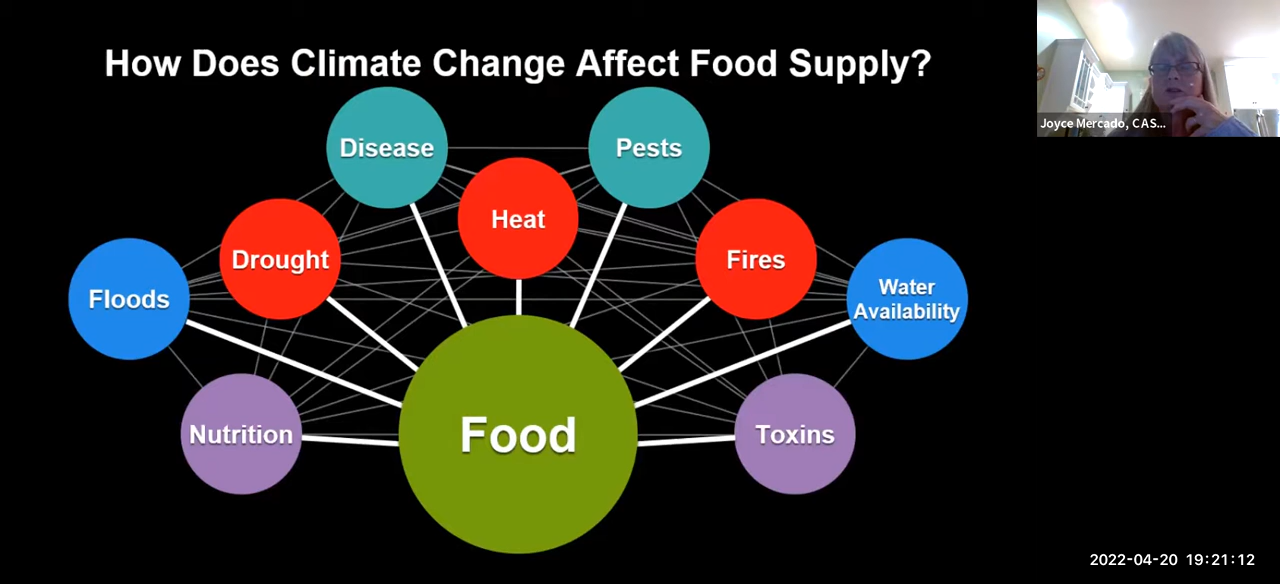 How Does Climate Change Affect Food Supply?
Joyce Mercado, CAS...
Disease
Pests
Heat
Drought
Fires
Floods
Water
Availability
Nutrition
Food
Toxins
2022-04-20 19:21:12